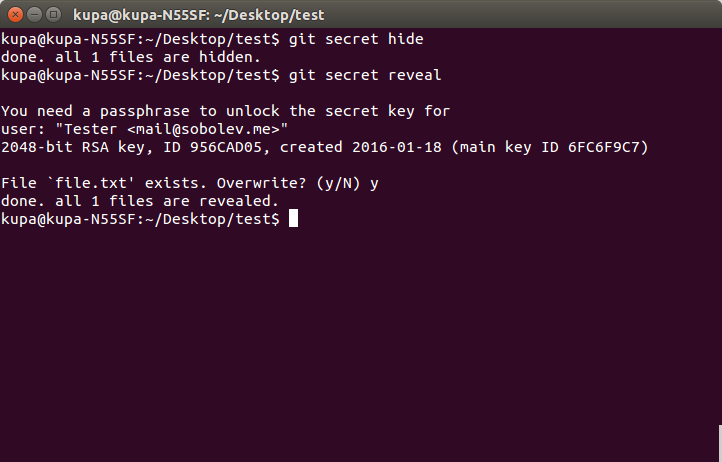 kupa@kupa-N55SF: ~/Desktop/test
kupa@kupa-N55SF:~/Desktop/test$ git secret hide
done. all 1 files are hidden.
kupa@kupa-N55SF:~/Desktop/test$ git secret reveal
You need a passphrase to unlock the secret key for
user: "Tester <mail@sobolev.me>"
2048-bit RSA key, ID 956CAD05, created 2016-01-18 (main key ID 6FC6F9C7)
File `file.txt' exists. Overwrite? (y/N) y
done. all 1 files are revealed.
kupa@kupa-N55SF:~/Desktop/test$